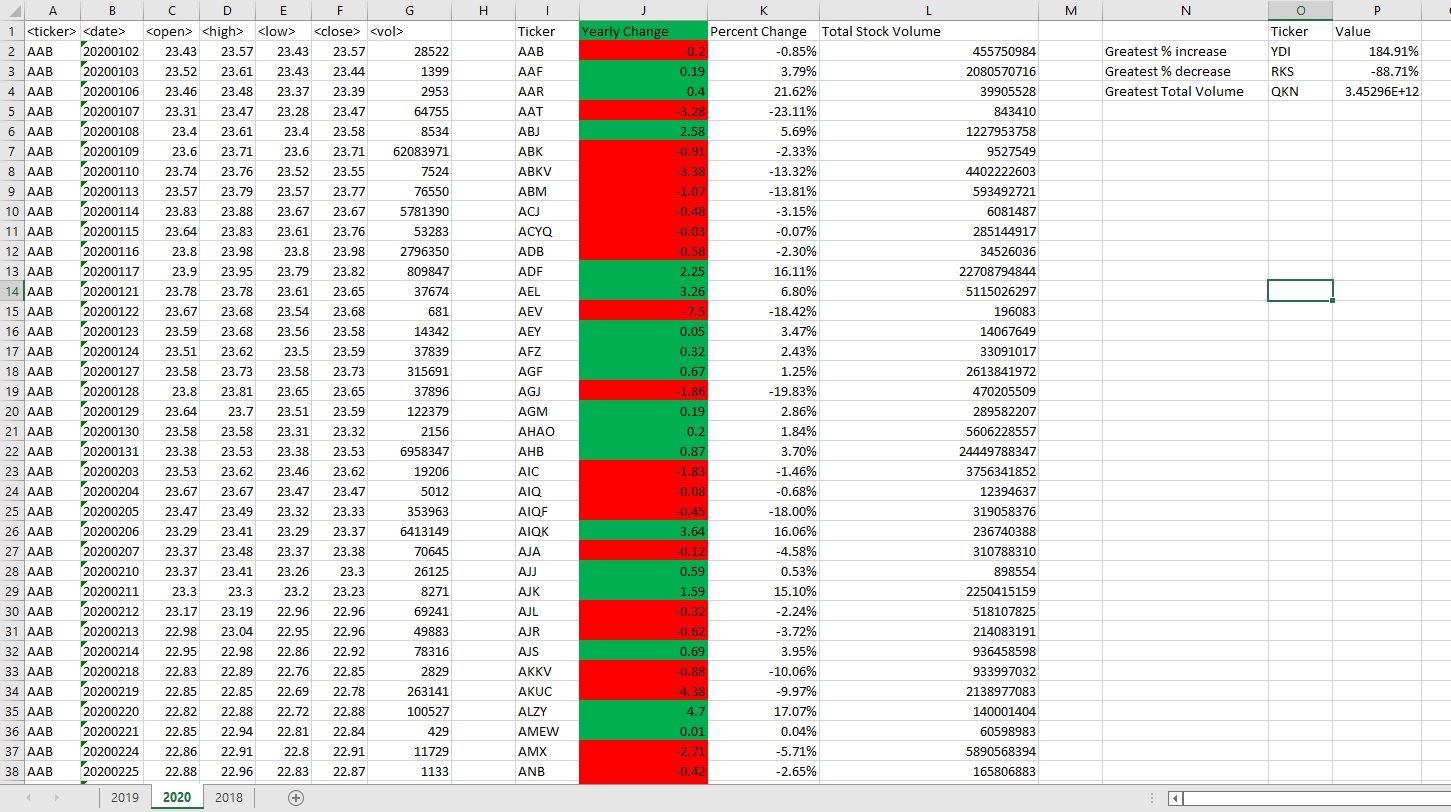 A B C D E F G H I J K L M N O P
1 <ticker> <date> <open> <high> <low> <close> <vol> Ticker Yearly Change Percent Change Total Stock Volume Ticker Value
2 AAB 20200102 23.43 23.57 23.43 23.57 28522 AAB -0.2 -0.85% 455750984 Greatest % increase YDI 184.91%
3 AAB 20200103 23.52 23.61 23.43 23.44 1399 AAF 0.19 3.79% 2080570716 Greatest % decrease RKS -88.71%
4 AAB 20200106 23.46 23.48 23.37 23.39 2953 AAR 0.4 21.62% 39905528 Greatest Total Volume QKN 3.45296E+12
5 AAB 20200107 23.31 23.47 23.28 23.47 64755 AAT -3.28 -23.11% 843410
6 AAB 20200108 23.4 23.61 23.4 23.58 8534 ABJ 2.58 5.69% 1227953758
7 AAB 20200109 23.6 23.71 23.6 23.71 62083971 ABK -0.91 -2.33% 9527549
8 AAB 20200110 23.74 23.76 23.52 23.55 7524 ABKV -3.38 -13.32% 4402222603
9 AAB 20200113 23.57 23.79 23.57 23.77 76550 ABM -1.07 -13.81% 593492721
10 AAB 20200114 23.83 23.88 23.67 23.67 5781390 ACJ -0.48 -3.15% 6081487
11 AAB 20200115 23.64 23.83 23.61 23.76 53283 ACYQ -0.03 -0.07% 285144917
12 AAB 20200116 23.8 23.98 23.8 23.98 2796350 ADB -0.58 -2.30% 34526036
13 AAB 20200117 23.9 23.95 23.79 23.82 809847 ADF 2.25 16.11% 22708794844
14 AAB 20200121 23.78 23.78 23.61 23.65 37674 AEL 3.26 6.80% 5115026297
15 AAB 20200122 23.67 23.68 23.54 23.68 681 AEV -7.5 -18.42% 196083
16 AAB 20200123 23.59 23.68 23.56 23.58 14342 AEY 0.05 3.47% 14067649
17 AAB 20200124 23.51 23.62 23.5 23.59 37839 AFZ 0.32 2.43% 33091017
18 AAB 20200127 23.58 23.73 23.58 23.73 315691 AGF 0.67 1.25% 2613841972
19 AAB 20200128 23.8 23.81 23.65 23.65 37896 AGJ -1.86 -19.83% 470205509
20 AAB 20200129 23.64 23.7 23.51 23.59 122379 AGM 0.19 2.86% 289582207
21 AAB 20200130 23.58 23.58 23.31 23.32 2156 AHAO 0.2 1.84% 5606228557
22 AAB 20200131 23.38 23.53 23.38 23.53 6958347 AHB 0.87 3.70% 24449788347
23 AAB 20200203 23.53 23.62 23.46 23.62 19206 AIC -1.83 -1.46% 3756341852
24 AAB 20200204 23.67 23.67 23.47 23.47 5012 AIQ -0.08 -0.68% 12394637
25 AAB 20200205 23.47 23.49 23.32 23.33 353963 AIQF -0.45 -18.00% 319058376
26 AAB 20200206 23.29 23.41 23.29 23.37 6413149 AIQK 3.64 16.06% 236740388
27 AAB 20200207 23.37 23.48 23.37 23.38 70645 AJA -0.12 -4.58% 310788310
28 AAB 20200210 23.37 23.41 23.26 23.3 26125 AJJ 0.59 0.53% 898554
29 AAB 20200211 23.3 23.3 23.2 23.23 8271 AJK 1.59 15.10% 2250415159
30 AAB 20200212 23.17 23.19 22.96 22.96 69241 AJL -0.32 -2.24% 518107825
31 AAB 20200213 22.98 23.04 22.95 22.96 49883 AJR -0.62 -3.72% 214083191
32 AAB 20200214 22.95 22.98 22.86 22.92 78316 AJS 0.69 3.95% 936458598
33 AAB 20200218 22.83 22.89 22.76 22.85 2829 AKKV -0.88 -10.06% 933997032
34 AAB 20200219 22.85 22.85 22.69 22.78 263141 AKUC -4.38 -9.97% 2138977083
35 AAB 20200220 22.82 22.88 22.72 22.88 100527 ALZY 4.7 17.07% 140001404
36 AAB 20200221 22.85 22.94 22.81 22.84 429 AMEW 0.01 0.04% 60598983
37 AAB 20200224 22.86 22.91 22.8 22.91 11729 AMX -2.71 -5.71% 5890568394
38 AAB 20200225 22.88 22.96 22.83 22.87 1133 ANB -0.42 -2.65% 165806883
2019 2020 2018